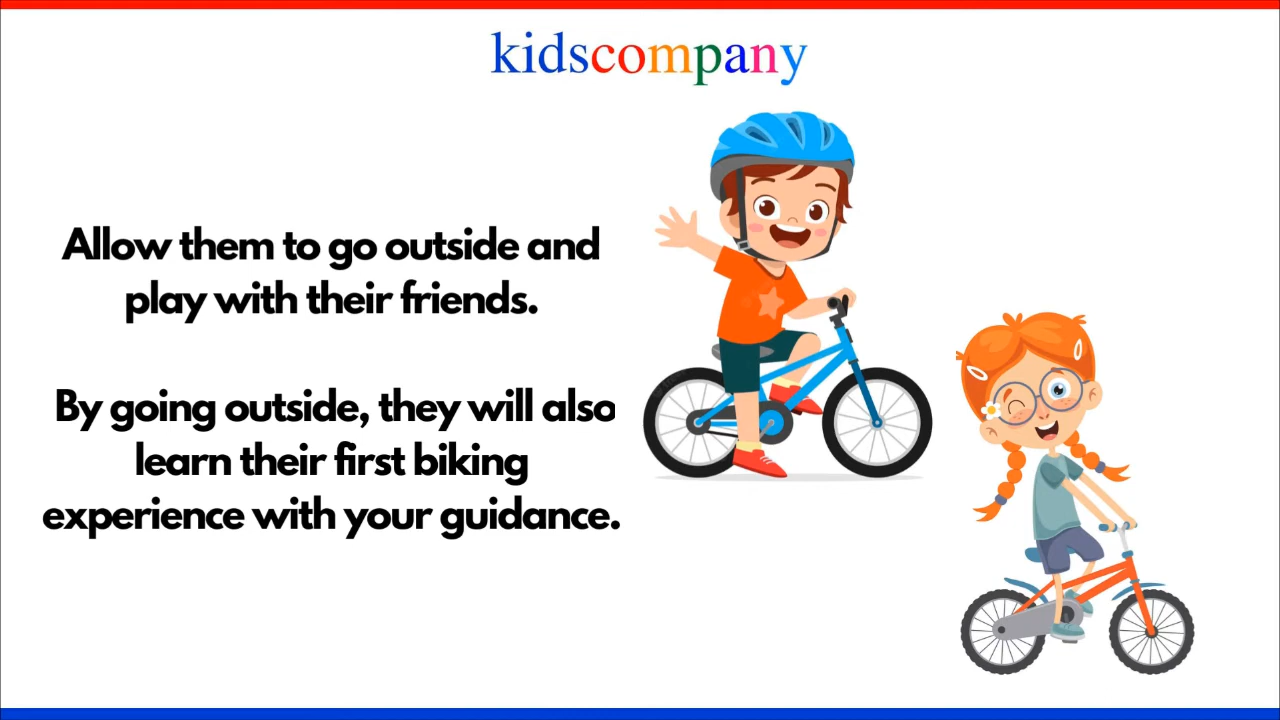 kidscompany
Allow them to go outside and
play with their friends.
By going outside, they will also
learn their first biking
experience with your guidance.